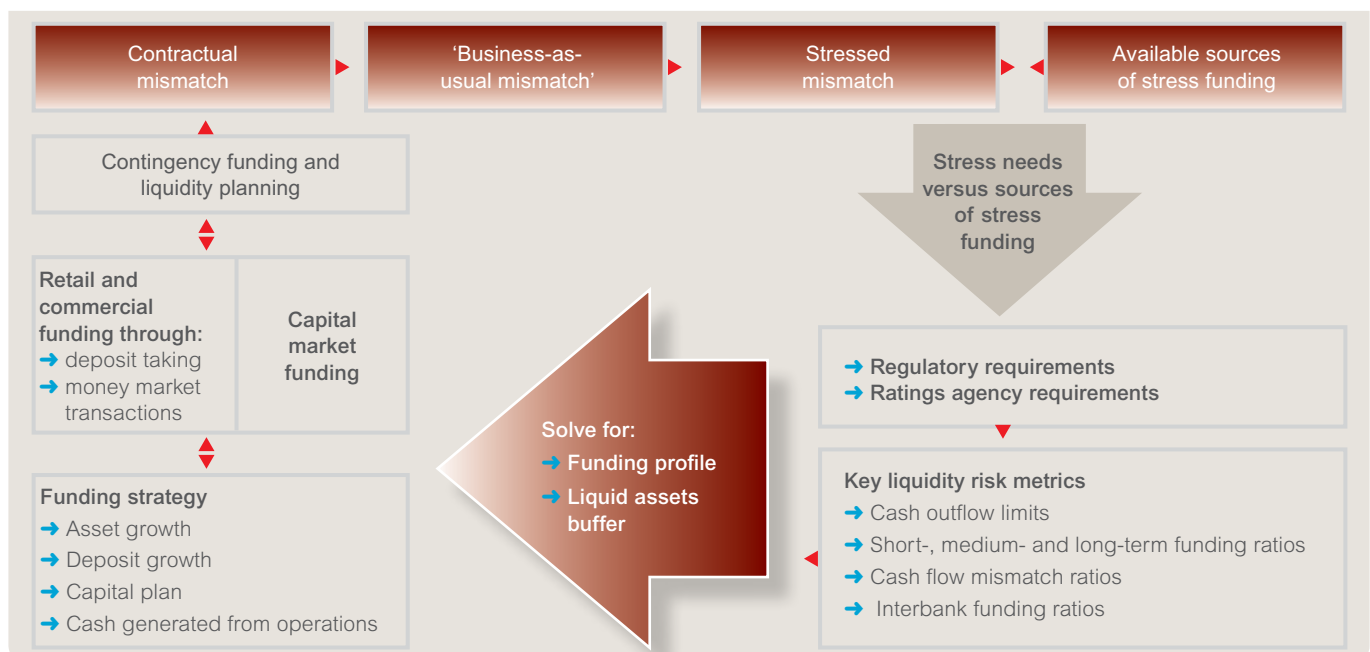 Contractual
mismatch
‘Business-as-
usual mismatch’
Stressed
mismatch
Available sources
of stress funding
Contingency funding and
liquidity planning
Stress needs
versus sources
of stress
funding
Retail and
commercial
funding through:
deposit taking
money market
transactions
Capital
market
funding
Regulatory requirements
Ratings agency requirements
Solve for:
Funding profile
Liquid assets
buffer
Funding strategy
Asset growth
Deposit growth
Capital plan
Cash generated from operations
Key liquidity risk metrics
Cash outflow limits
Short-, medium- and long-term funding ratios
Cash flow mismatch ratios
Interbank funding ratios